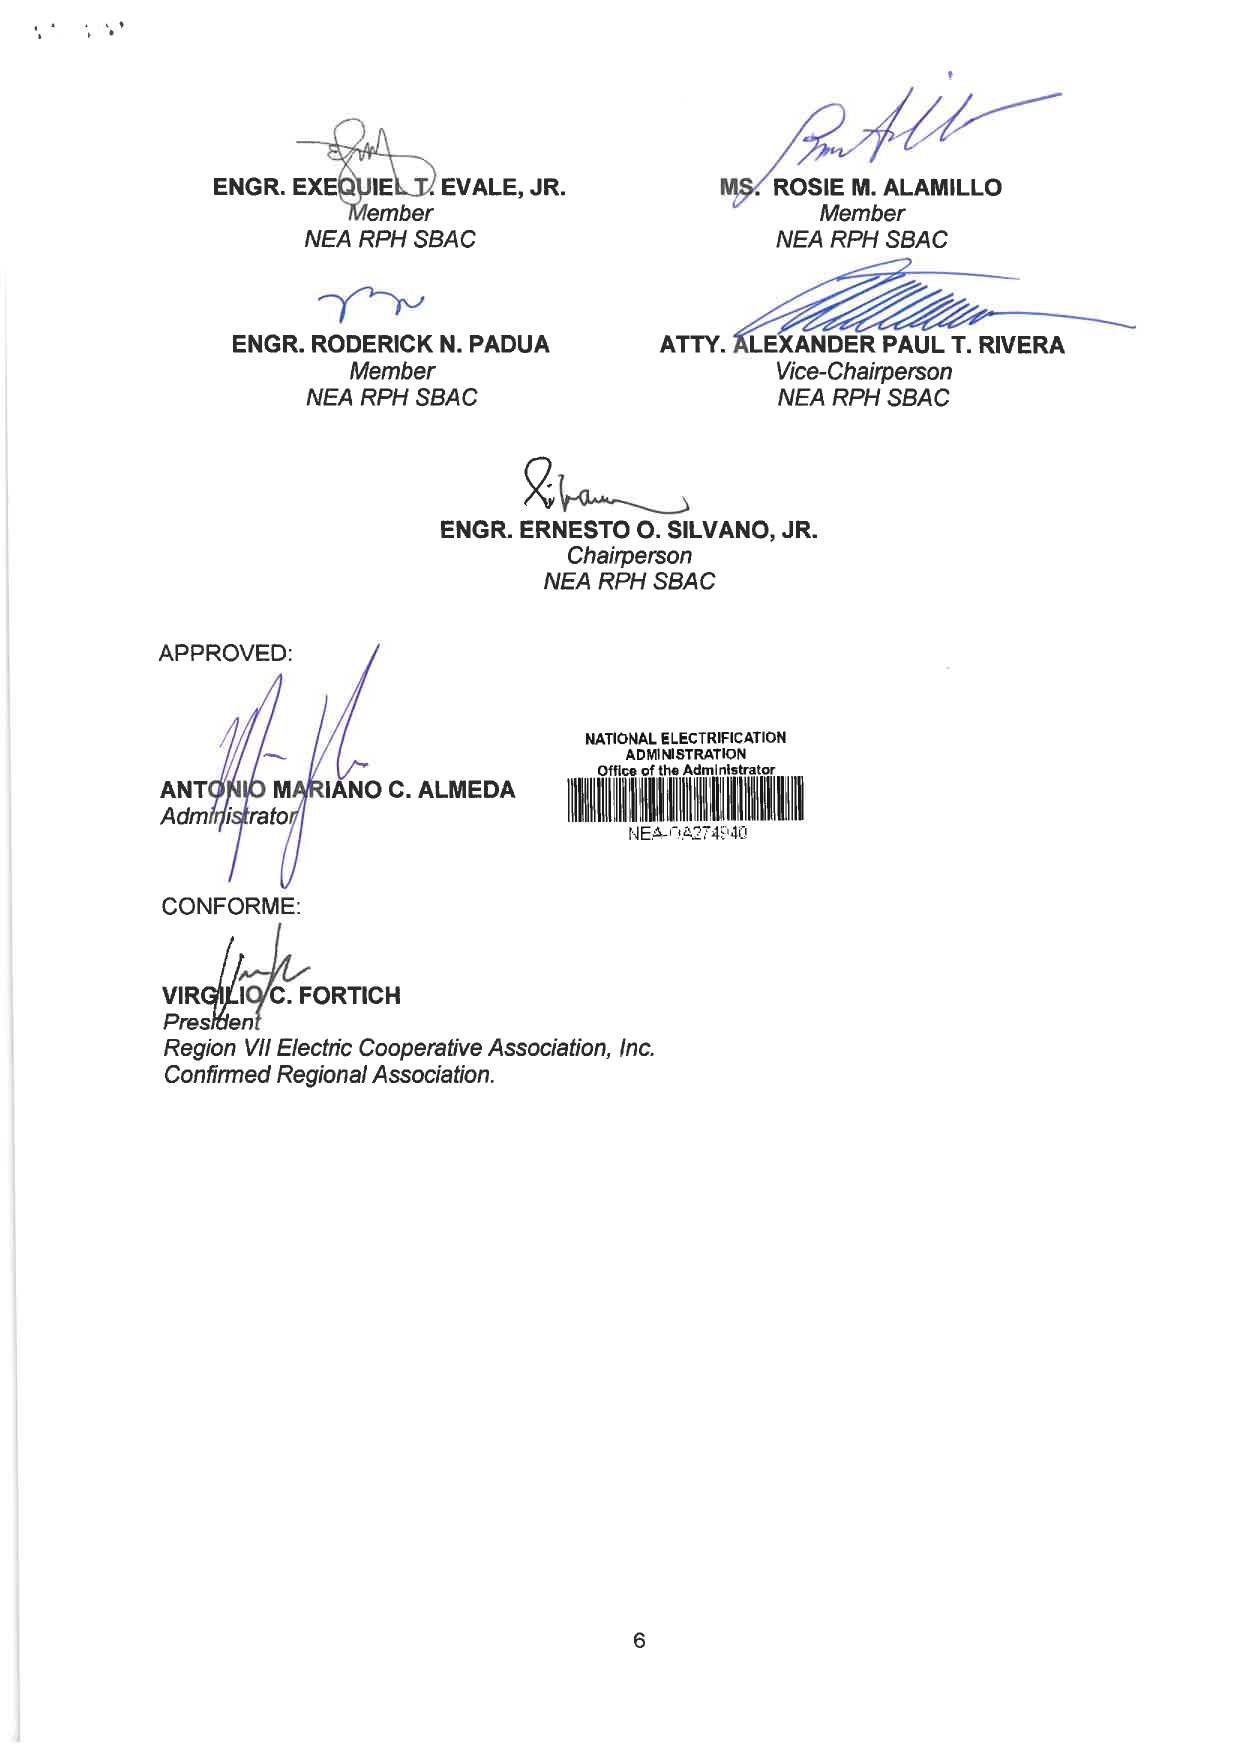 ENGR. EXEQUIEL T. EVALE, JR.
Member
NEA RPH SBAC
MS. ROSIE M. ALAMILLO
Member
NEA RPH SBAC
ENGR. RODERICK N. PADUA
Member
NEA RPH SBAC
ATTY. ALEXANDER PAUL T. RIVERA
Vice-Chairperson
NEA RPH SBAC
ENGR. ERNESTO O. SILVANO, JR.
Chairperson
NEA RPH SBAC
APPROVED:
ANTONIO MARIANO C. ALMEDA
Administrator
NATIONAL ELECTRIFICATION
ADMINISTRATION
Office of the Administrator
NEA-OA274940
CONFORME:
VIRGILIO C. FORTICH
President
Region VII Electric Cooperative Association, Inc.
Confirmed Regional Association.
6